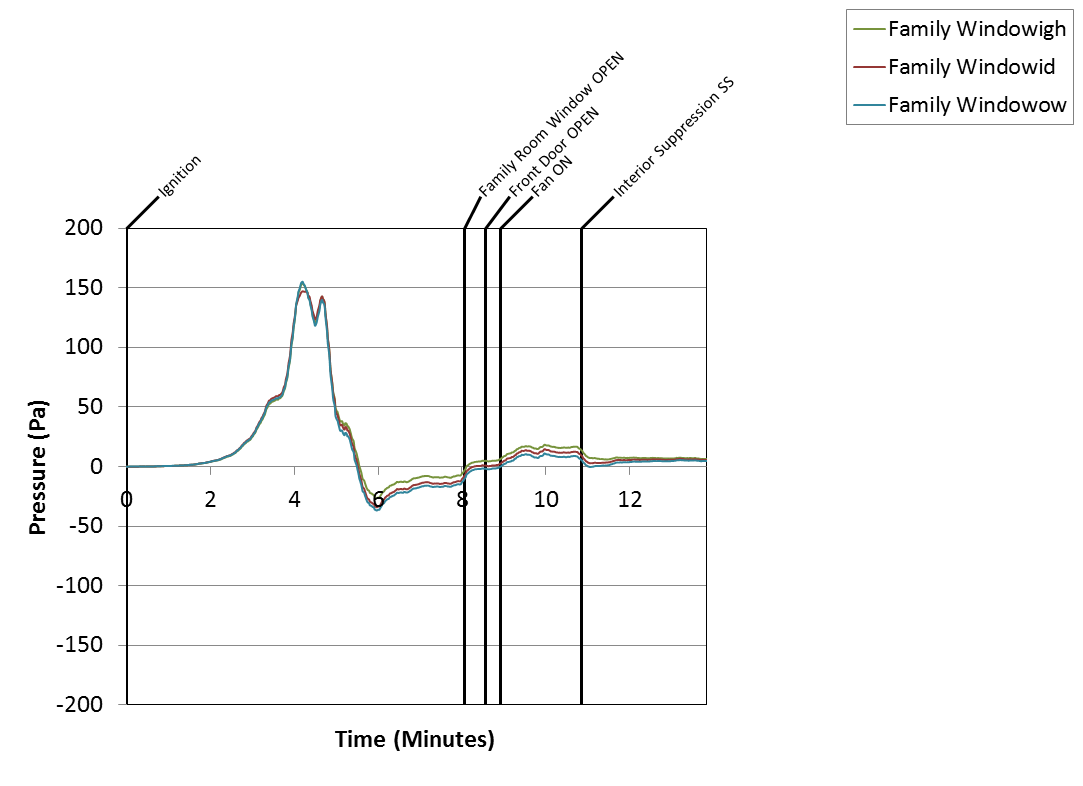 Family Windowigh
Family Windowid
Family Windowow
Ignition
Family Room Window OPEN
Front Door OPEN
Fan ON
Interior Suppression SS
200
150
100
50
0
-50
-100
-150
-200
0 2 4 6 8 10 12
Pressure (Pa)
Time (Minutes)